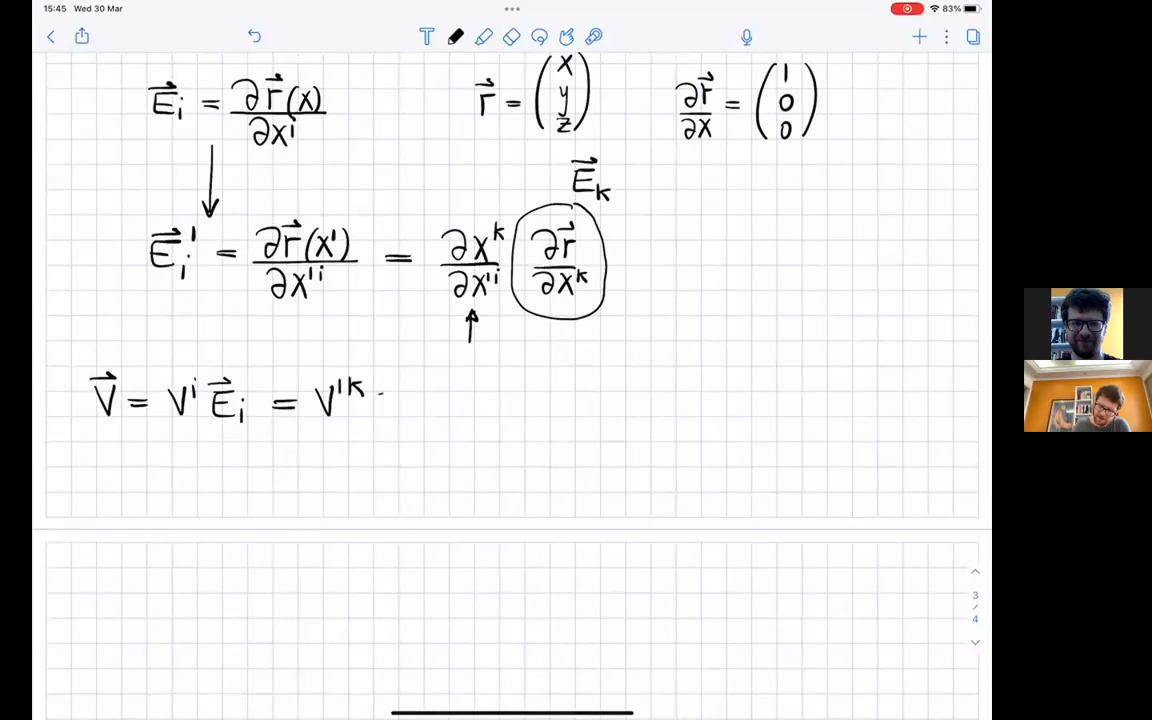 15:45 Wed 30 Mar
83%
E⃗ᵢ = ∂r⃗(x)/∂xⁱ   r⃗ = (x y z)   ∂r⃗/∂x = (1 0 0)
E⃗ₖ
E⃗ᵢ' = ∂r⃗(x')/∂x'ⁱ = ∂xᵏ/∂x'ⁱ ∂r⃗/∂xᵏ
V⃗ = Vⁱ E⃗ᵢ = V'ᵏ
3
/
4